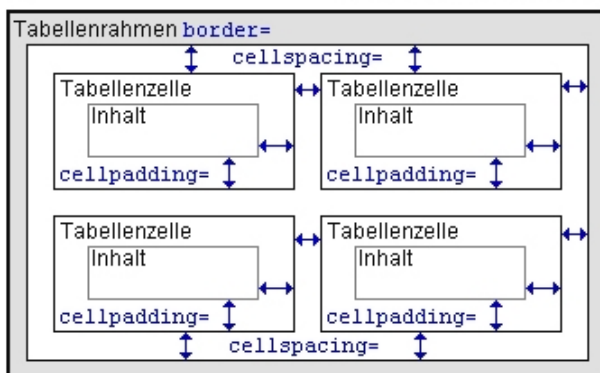 Tabellenrahmen border=
cellspacing=
Tabellenzelle Tabellenzelle
Inhalt Inhalt
cellpadding= cellpadding=
Tabellenzelle Tabellenzelle
Inhalt Inhalt
cellpadding= cellpadding=
cellspacing=